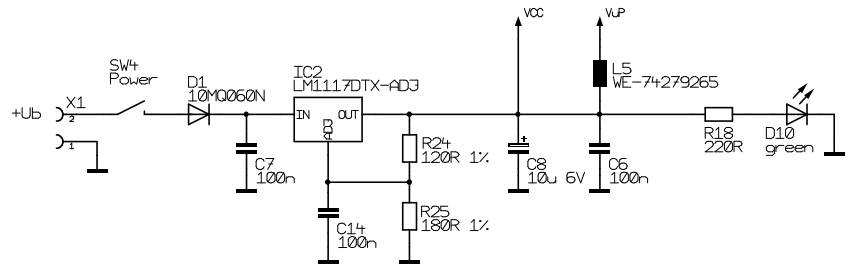 VCC
VuP
SW4
Power
D1
10MQ060N
IC2
LM1117DTX-ADJ
L5
WE-74279265
+Ub
X1
2
1
IN
OUT
ADJ
R24
120R 1%
C7
100n
C8
10u 6V
C6
100n
R18
220R
D10
green
C14
100n
R25
180R 1%